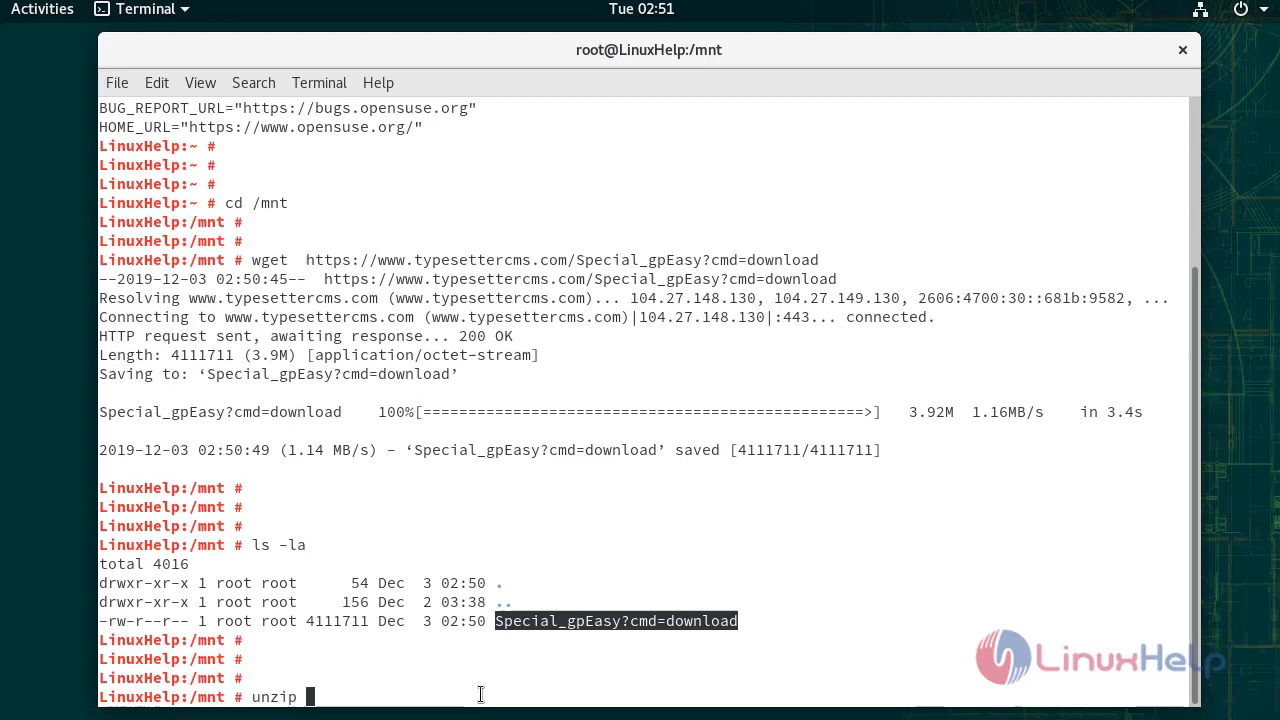 Activities Terminal Tue 02:51
root@LinuxHelp:/mnt ×
File Edit View Search Terminal Help
BUG_REPORT_URL="https://bugs.opensuse.org"
HOME_URL="https://www.opensuse.org/"
LinuxHelp:~ #
LinuxHelp:~ #
LinuxHelp:~ #
LinuxHelp:~ # cd /mnt
LinuxHelp:/mnt #
LinuxHelp:/mnt #
LinuxHelp:/mnt # wget  https://www.typesettercms.com/Special_gpEasy?cmd=download
--2019-12-03 02:50:45--  https://www.typesettercms.com/Special_gpEasy?cmd=download
Resolving www.typesettercms.com (www.typesettercms.com)... 104.27.148.130, 104.27.149.130, 2606:4700:30::681b:9582, ...
Connecting to www.typesettercms.com (www.typesettercms.com)|104.27.148.130|:443... connected.
HTTP request sent, awaiting response... 200 OK
Length: 4111711 (3.9M) [application/octet-stream]
Saving to: ‘Special_gpEasy?cmd=download’
Special_gpEasy?cmd=download    100%[=================================================>]   3.92M  1.16MB/s    in 3.4s
2019-12-03 02:50:49 (1.14 MB/s) – ‘Special_gpEasy?cmd=download’ saved [4111711/4111711]
LinuxHelp:/mnt #
LinuxHelp:/mnt #
LinuxHelp:/mnt #
LinuxHelp:/mnt # ls -la
total 4016
drwxr-xr-x 1 root root      54 Dec  3 02:50 .
drwxr-xr-x 1 root root     156 Dec  2 03:38 ..
-rw-r--r-- 1 root root 4111711 Dec  3 02:50 Special_gpEasy?cmd=download
LinuxHelp:/mnt #
LinuxHelp:/mnt #
LinuxHelp:/mnt #
LinuxHelp:/mnt # unzip
LinuxHelp